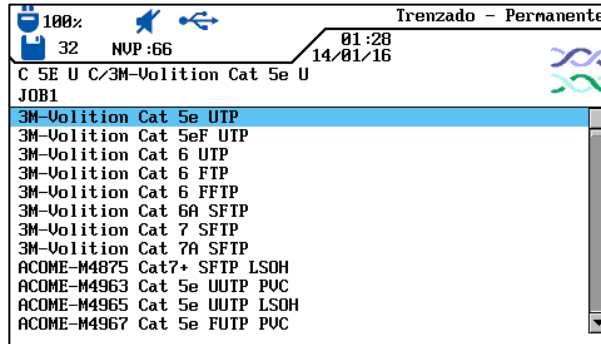 100% Trenzado - Permanente
32 NVP:66 01:28
14/01/16
C 5E U C/3M-Volition Cat 5e U
JOB1
3M-Volition Cat 5e UTP
3M-Volition Cat 5eF UTP
3M-Volition Cat 6 UTP
3M-Volition Cat 6 FTP
3M-Volition Cat 6 FFTP
3M-Volition Cat 6A SFTP
3M-Volition Cat 7 SFTP
3M-Volition Cat 7A SFTP
ACOME-M4875 Cat7+ SFTP LSOH
ACOME-M4963 Cat 5e UUTP PVC
ACOME-M4965 Cat 5e UUTP LSOH
ACOME-M4967 Cat 5e FUTP PVC